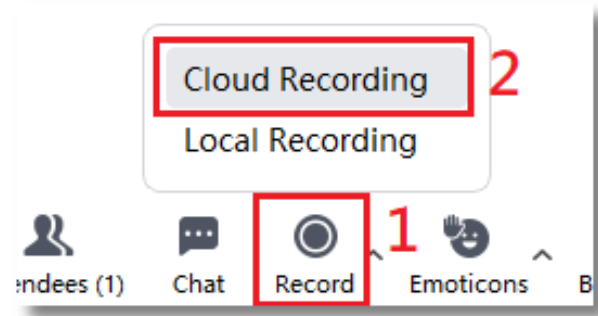 Cloud Recording 2
Local Recording
1
endees (1) Chat Record Emoticons B